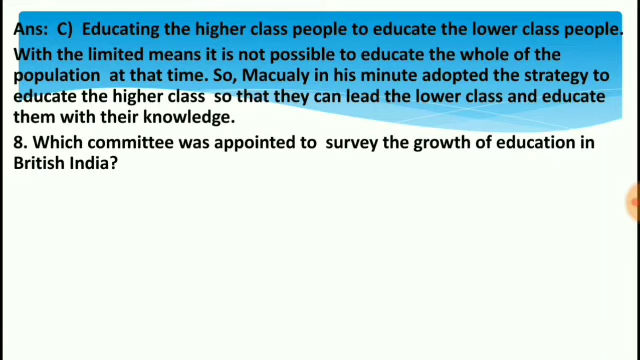 Ans:  C)  Educating the higher class people to educate the lower class people.
With the limited means it is not possible to educate the whole of the
population  at that time. So, Macualy in his minute adopted the strategy to
educate the higher class  so that they can lead the lower class and educate
them with their knowledge.
8. Which committee was appointed to  survey the growth of education in
British India?